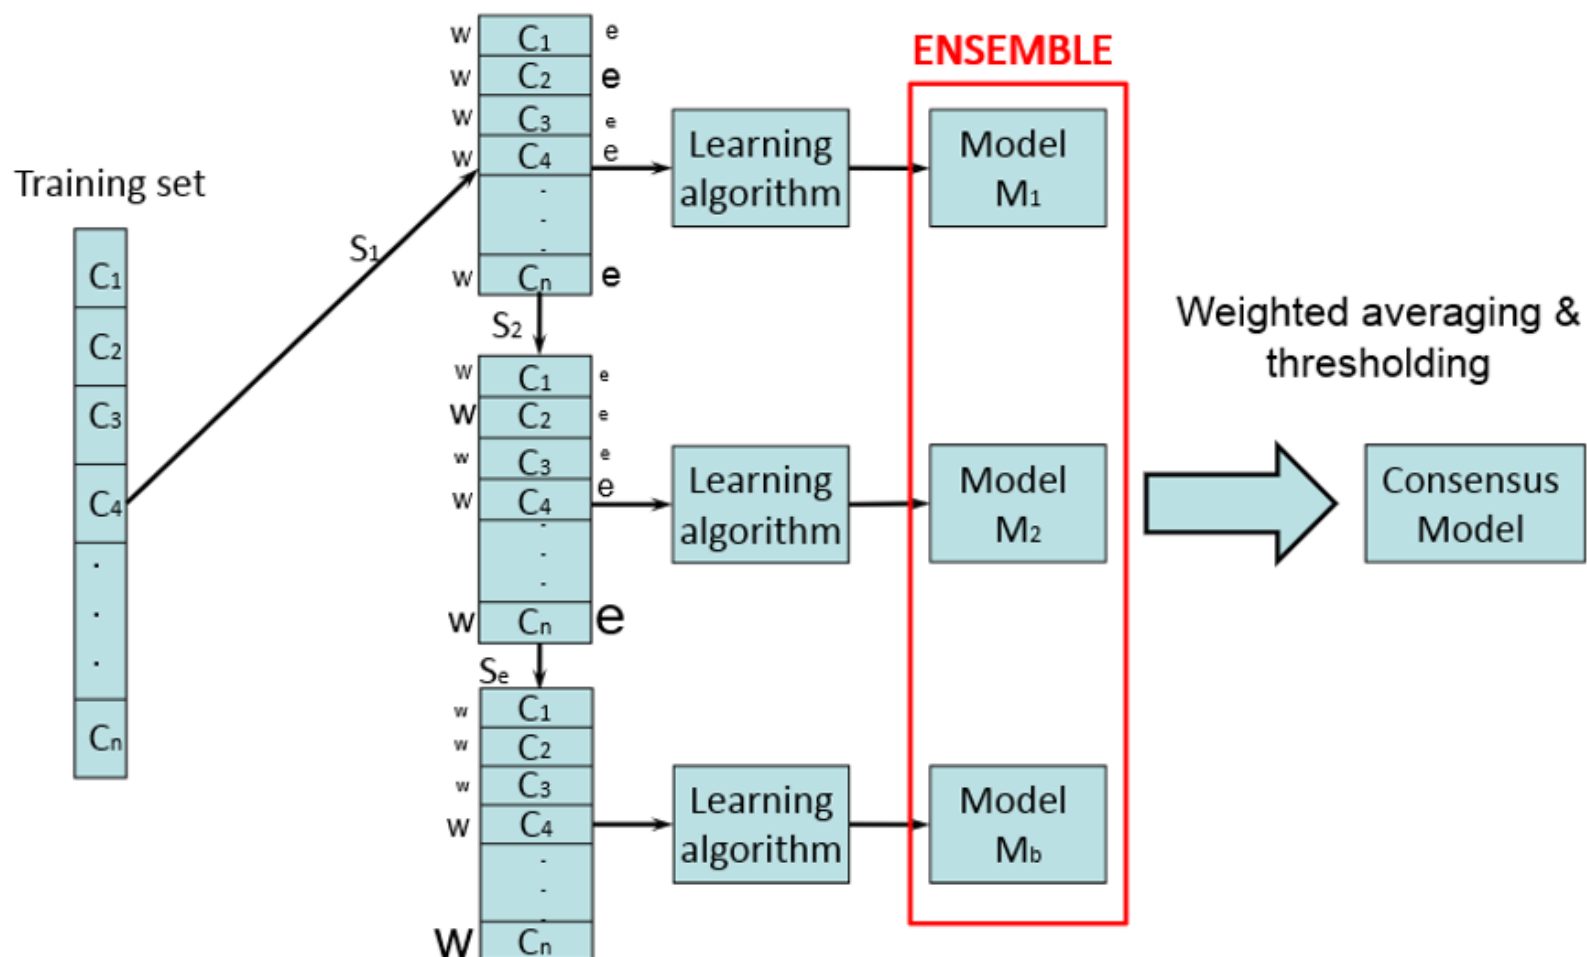 Training set
C1
C2
C3
C4
.
.
.
Cn
S1
w C1 e
w C2 e
w C3 e
w C4 e
.
.
.
w Cn e
S2
w C1 e
w C2 e
w C3 e
w C4 e
.
.
.
w Cn e
Se
w C1
w C2
w C3
w C4
.
.
.
w Cn
Learning
algorithm
Learning
algorithm
Learning
algorithm
ENSEMBLE
Model
M1
Model
M2
Model
Mb
Weighted averaging &
thresholding
Consensus
Model